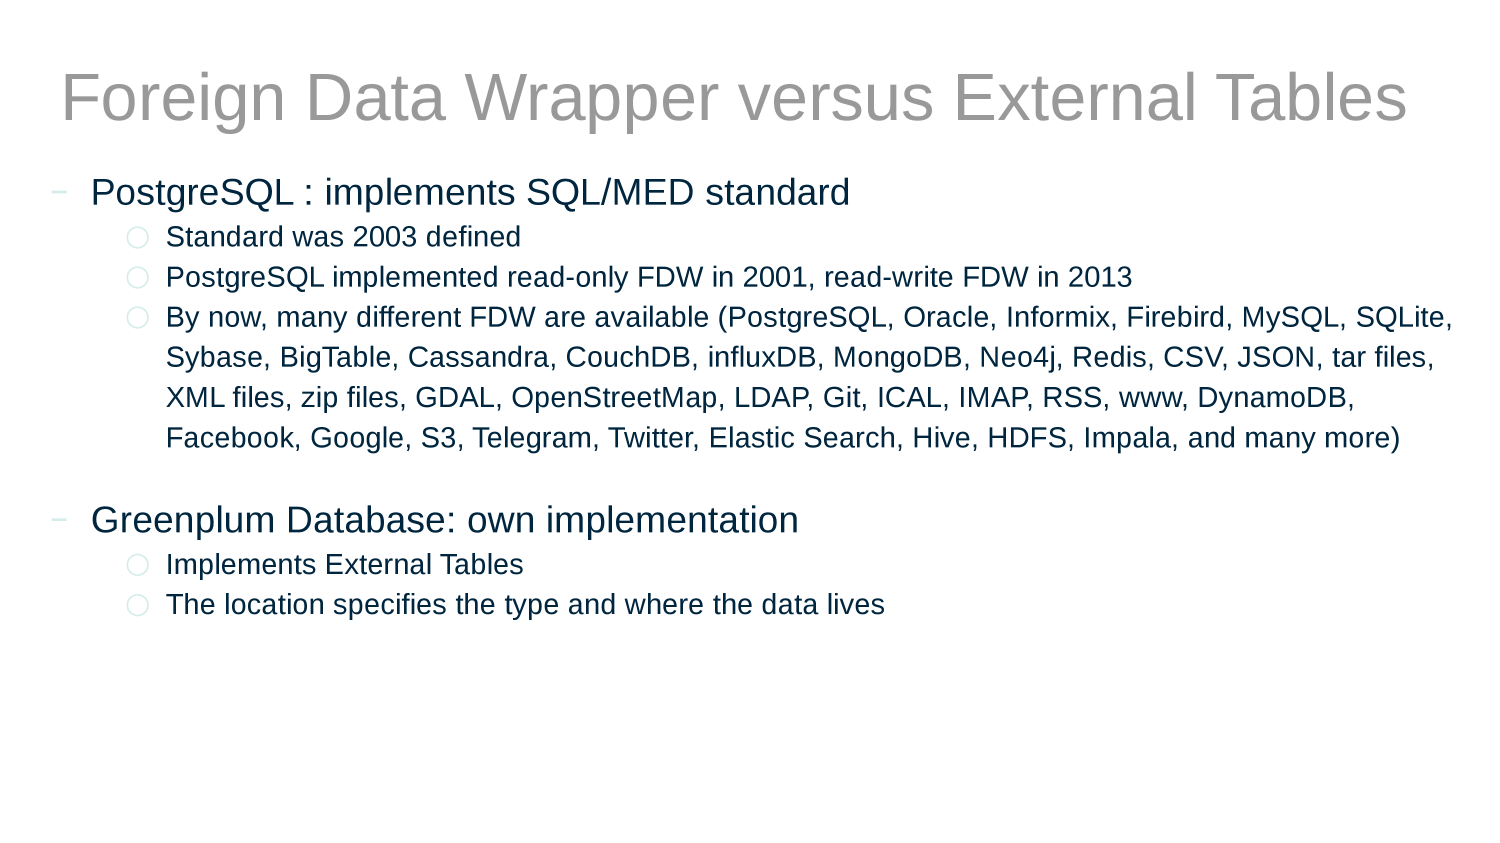 Foreign Data Wrapper versus External Tables
– PostgreSQL : implements SQL/MED standard
○ Standard was 2003 defined
○ PostgreSQL implemented read-only FDW in 2001, read-write FDW in 2013
○ By now, many different FDW are available (PostgreSQL, Oracle, Informix, Firebird, MySQL, SQLite,
Sybase, BigTable, Cassandra, CouchDB, influxDB, MongoDB, Neo4j, Redis, CSV, JSON, tar files,
XML files, zip files, GDAL, OpenStreetMap, LDAP, Git, ICAL, IMAP, RSS, www, DynamoDB,
Facebook, Google, S3, Telegram, Twitter, Elastic Search, Hive, HDFS, Impala, and many more)
– Greenplum Database: own implementation
○ Implements External Tables
○ The location specifies the type and where the data lives